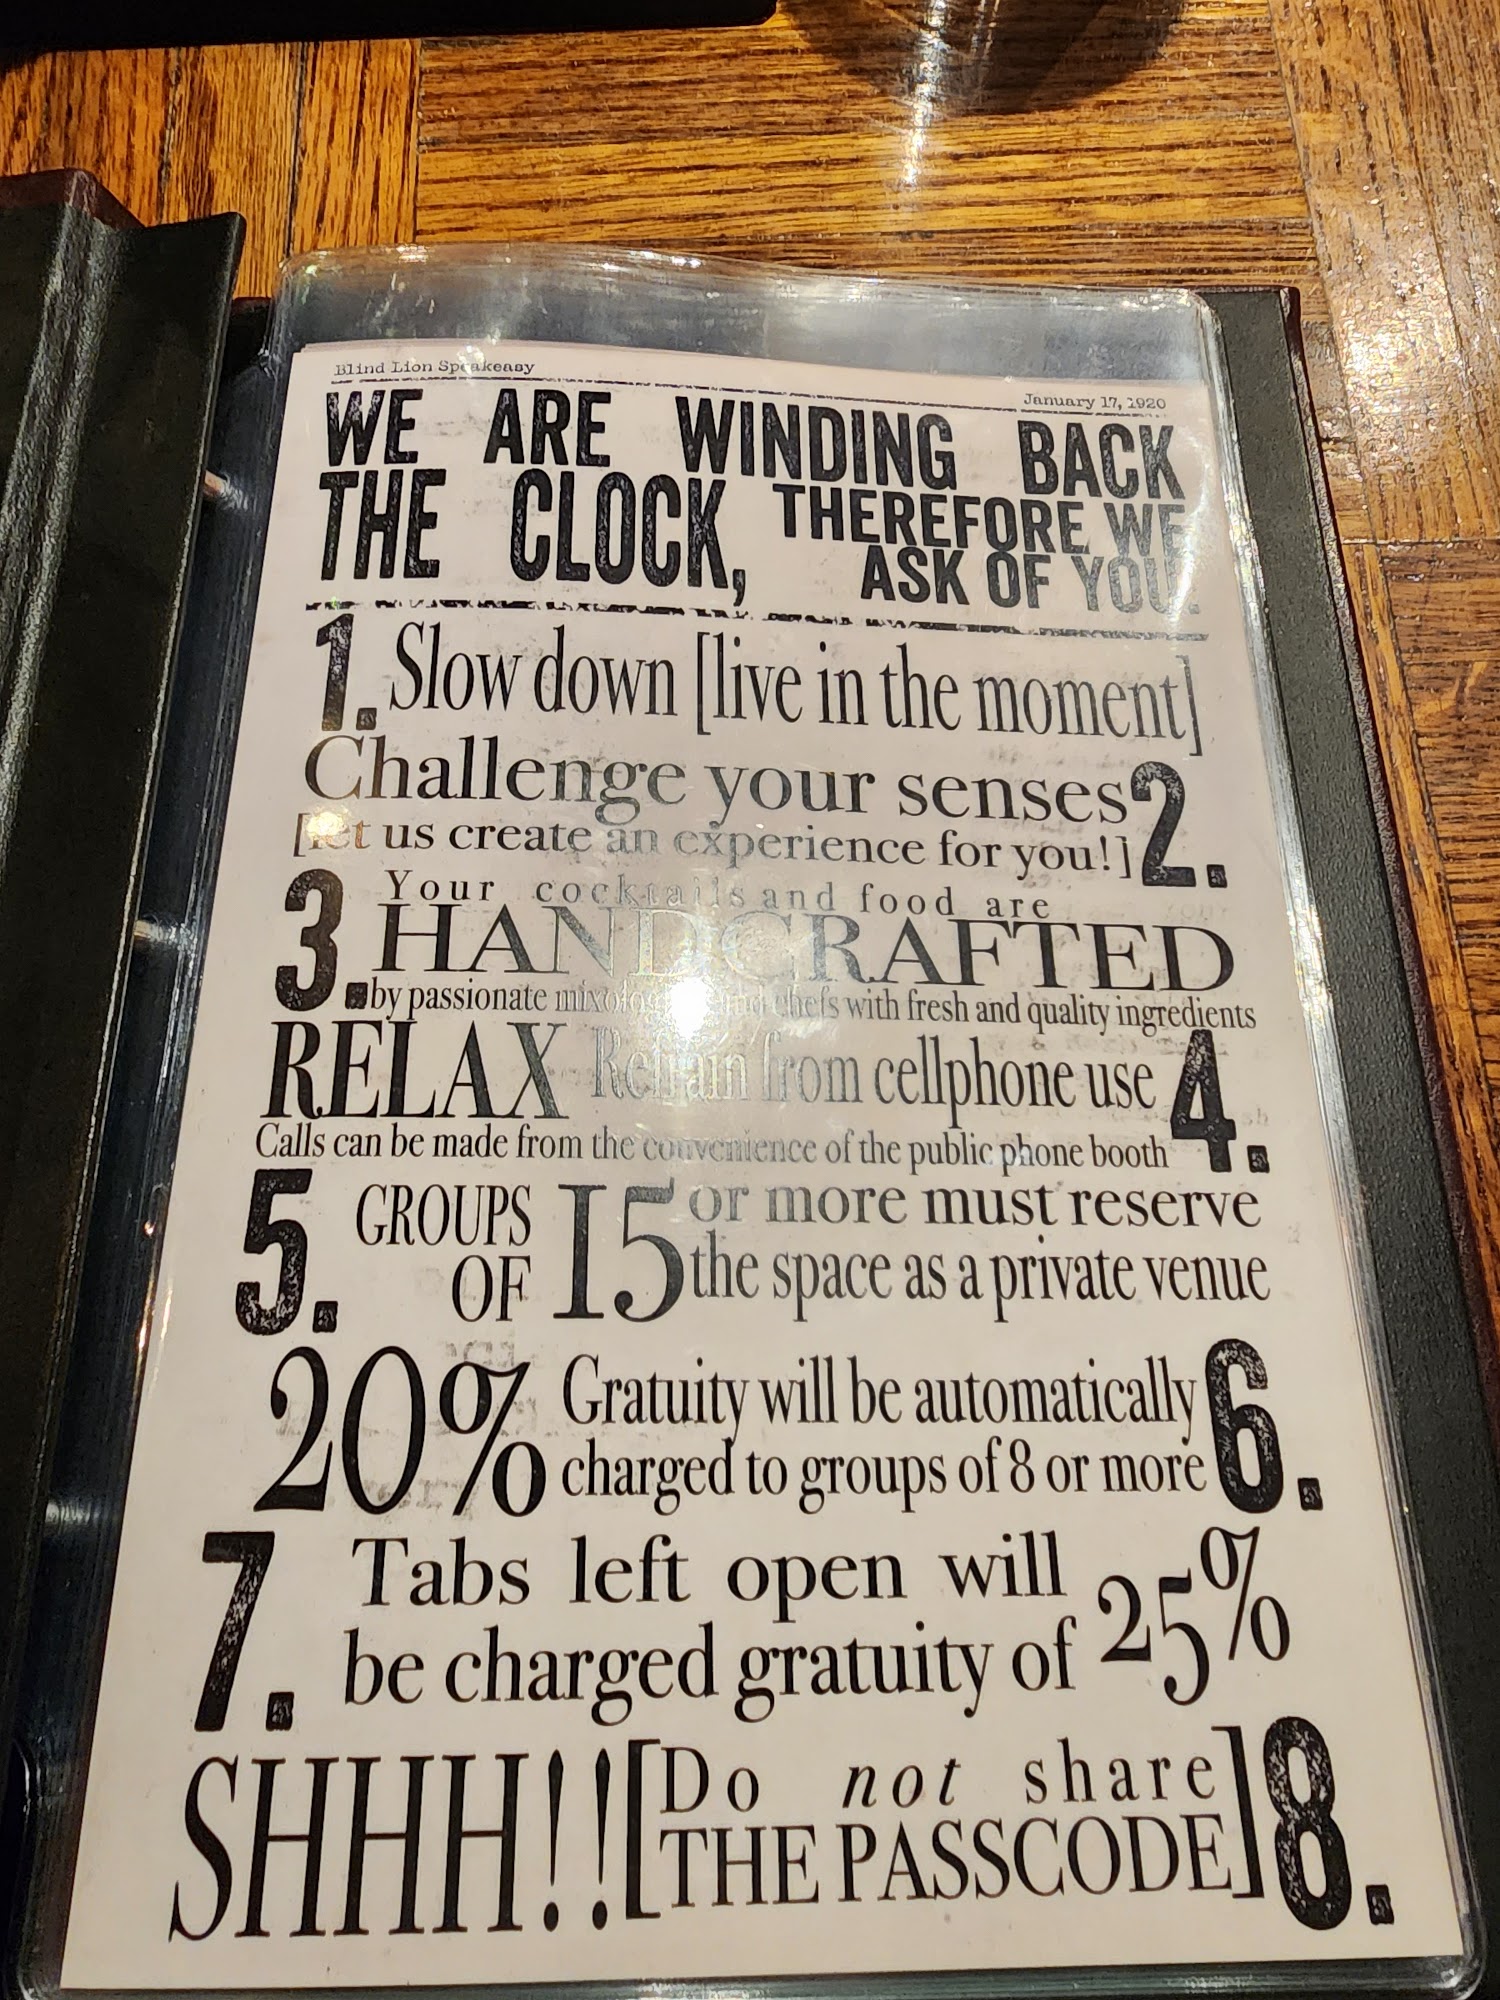 Blind Lion Speakeasy
January 17, 1920
WE ARE WINDING BACK
THE CLOCK, THEREFORE WE
ASK OF YOU:
1. Slow down [live in the moment]
Challenge your senses 2.
[let us create an experience for you!]
3. Your cocktails and food are
HANDCRAFTED
by passionate mixologists and chefs with fresh and quality ingredients
RELAX Refrain from cellphone use 4.
Calls can be made from the convenience of the public phone booth
5. GROUPS OF 15 or more must reserve
the space as a private venue
20% Gratuity will be automatically 6.
charged to groups of 8 or more
7. Tabs left open will
be charged gratuity of 25%
SHHH!! [Do not share
THE PASSCODE] 8.